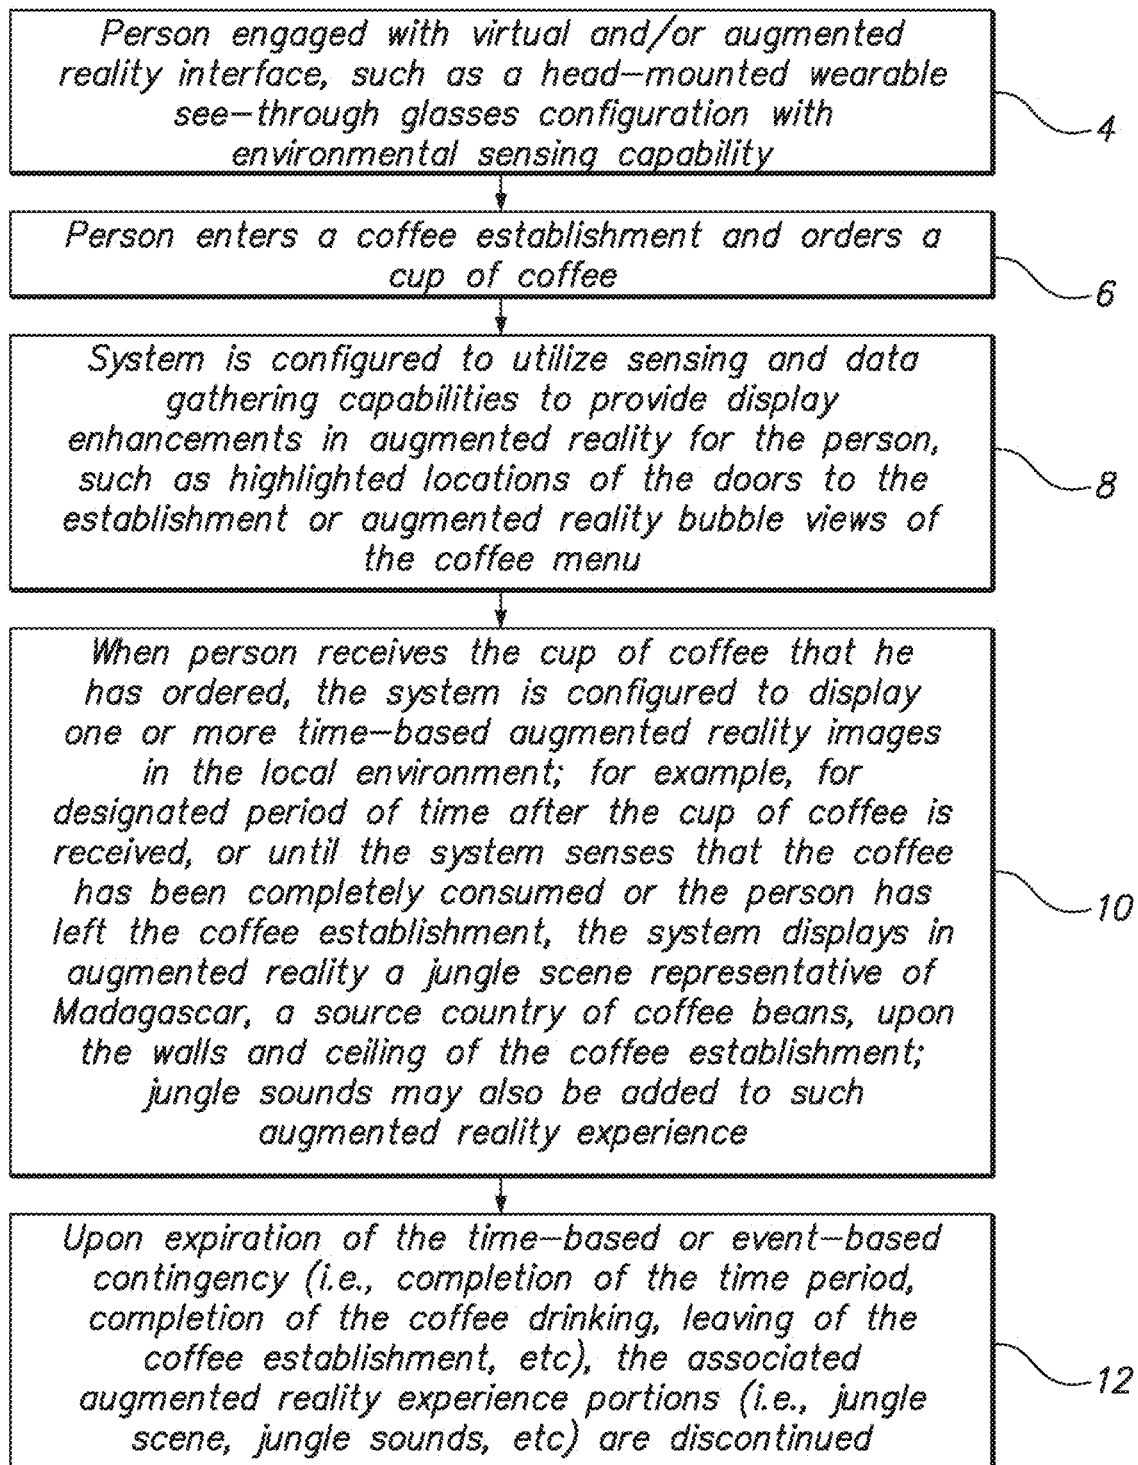 Person engaged with virtual and/or augmented
reality interface, such as a head-mounted wearable
see-through glasses configuration with
environmental sensing capability
4
Person enters a coffee establishment and orders a
cup of coffee
6
System is configured to utilize sensing and data
gathering capabilities to provide display
enhancements in augmented reality for the person,
such as highlighted locations of the doors to the
establishment or augmented reality bubble views of
the coffee menu
8
When person receives the cup of coffee that he
has ordered, the system is configured to display
one or more time-based augmented reality images
in the local environment; for example, for
designated period of time after the cup of coffee is
received, or until the system senses that the coffee
has been completely consumed or the person has
left the coffee establishment, the system displays in
augmented reality a jungle scene representative of
Madagascar, a source country of coffee beans, upon
the walls and ceiling of the coffee establishment;
jungle sounds may also be added to such
augmented reality experience
10
Upon expiration of the time-based or event-based
contingency (i.e., completion of the time period,
completion of the coffee drinking, leaving of the
coffee establishment, etc), the associated
augmented reality experience portions (i.e., jungle
scene, jungle sounds, etc) are discontinued
12